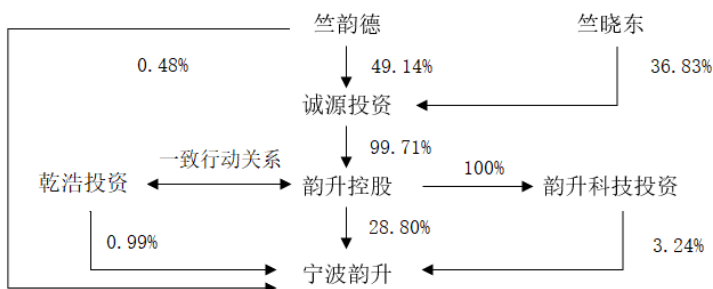 竺韵德 竺晓东
0.48% 49.14% 36.83%
诚源投资
一致行动关系 99.71%
100%
乾浩投资 韵升控股 韵升科技投资
0.99% 28.80% 3.24%
宁波韵升